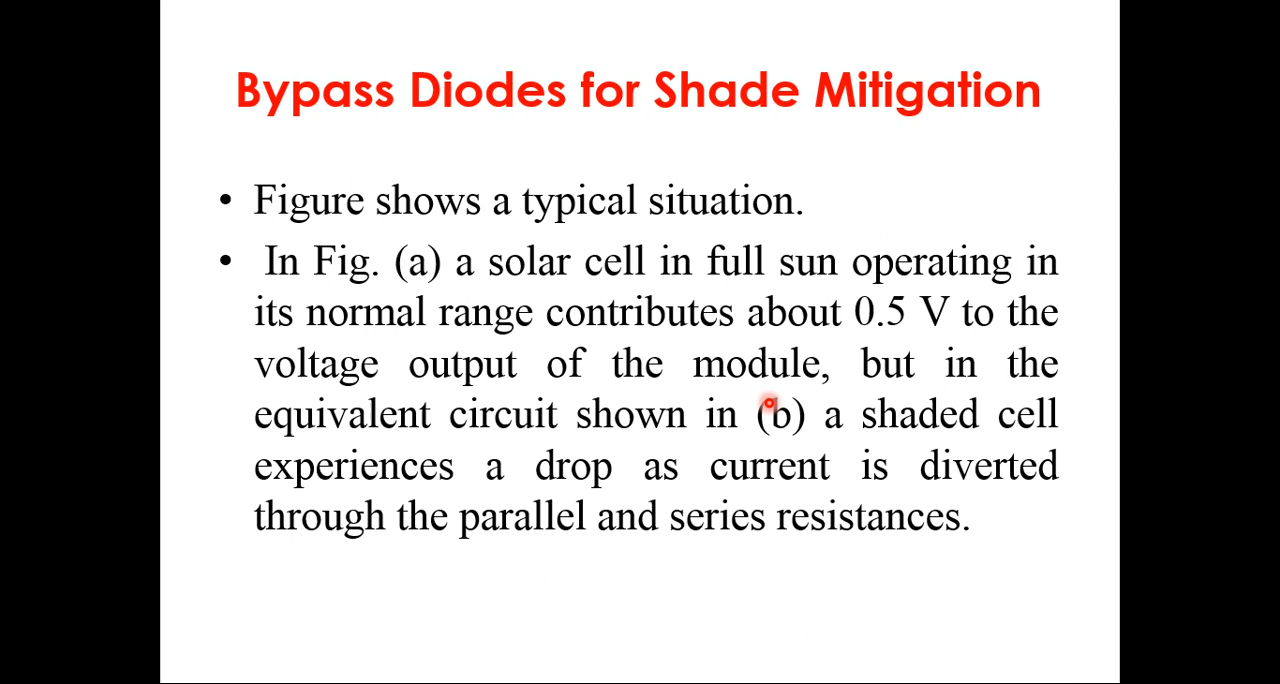 Bypass Diodes for Shade Mitigation
• Figure shows a typical situation.
• In Fig. (a) a solar cell in full sun operating in
its normal range contributes about 0.5 V to the
voltage output of the module, but in the
equivalent circuit shown in (b) a shaded cell
experiences a drop as current is diverted
through the parallel and series resistances.